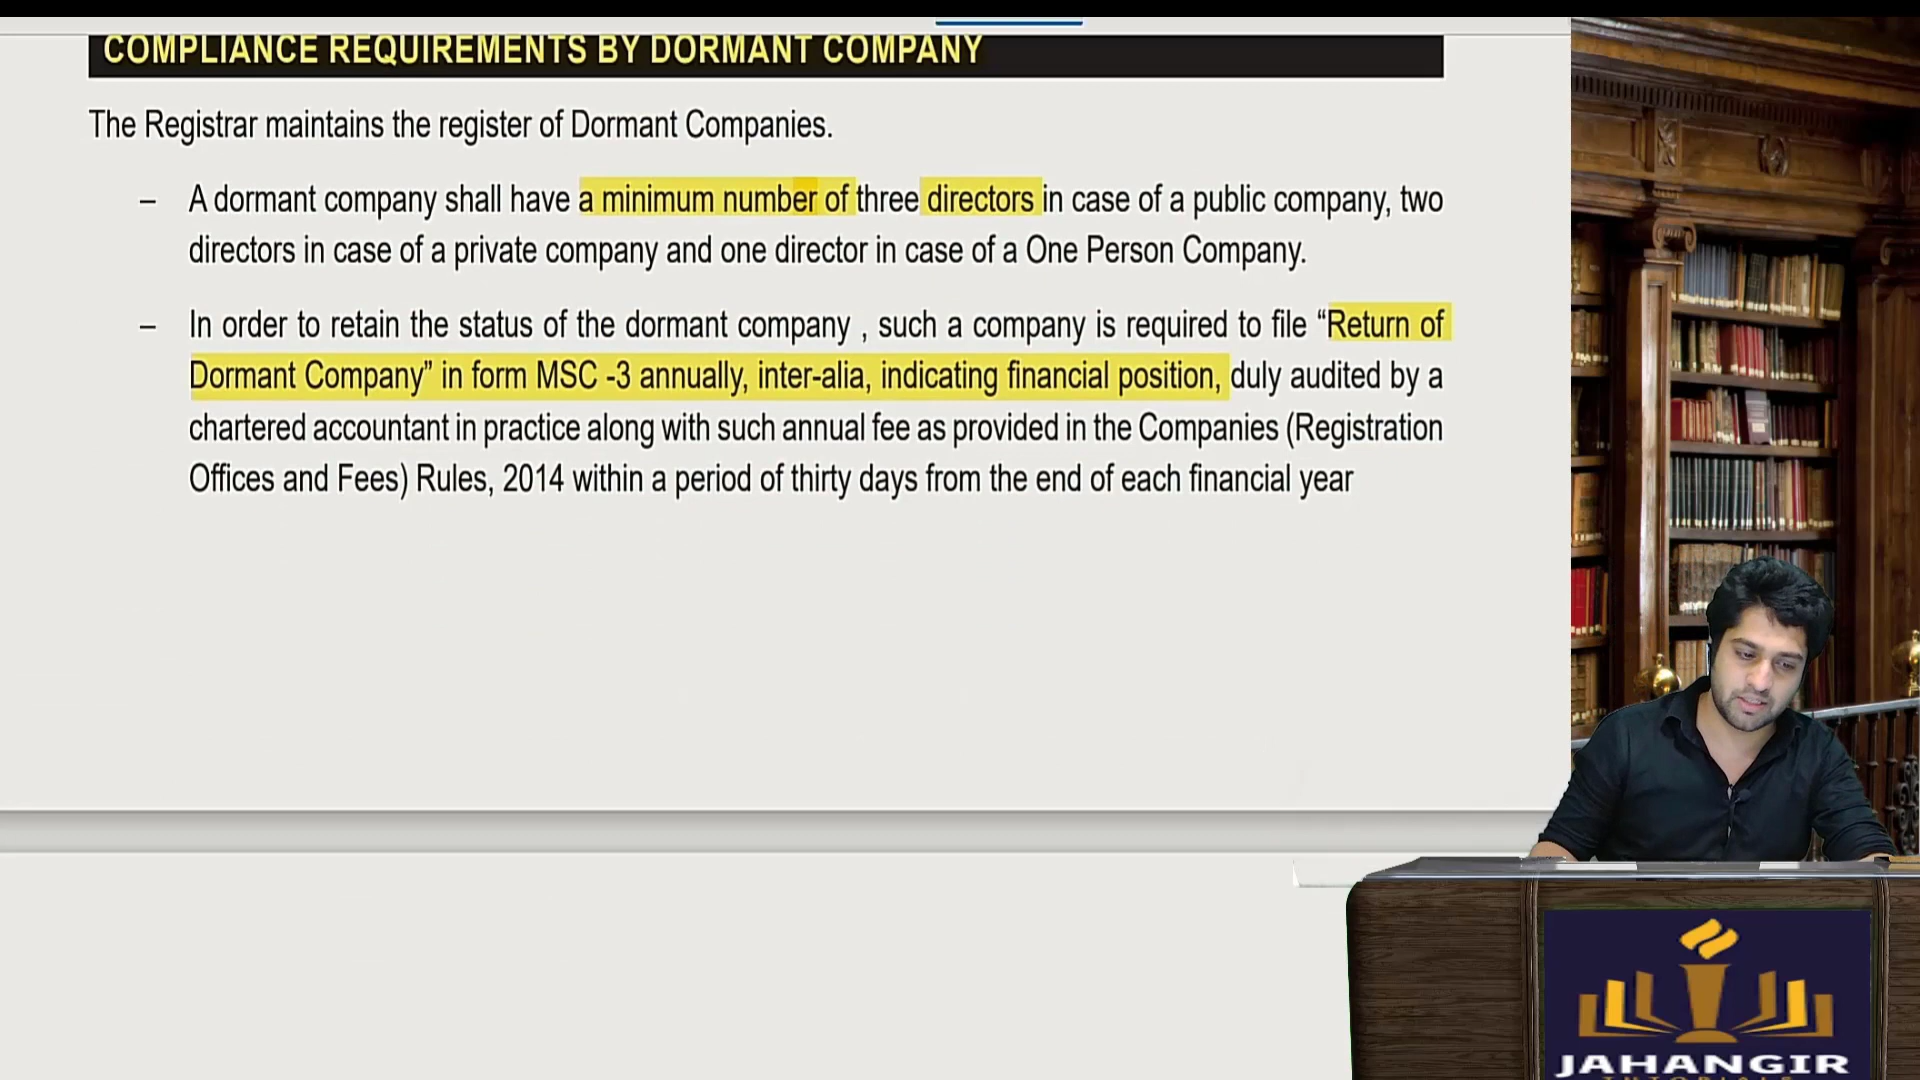 COMPLIANCE REQUIREMENTS BY DORMANT COMPANY
The Registrar maintains the register of Dormant Companies.
– A dormant company shall have a minimum number of three directors in case of a public company, two
directors in case of a private company and one director in case of a One Person Company.
– In order to retain the status of the dormant company , such a company is required to file “Return of
Dormant Company” in form MSC -3 annually, inter-alia, indicating financial position, duly audited by a
chartered accountant in practice along with such annual fee as provided in the Companies (Registration
Offices and Fees) Rules, 2014 within a period of thirty days from the end of each financial year
JAHANGIR